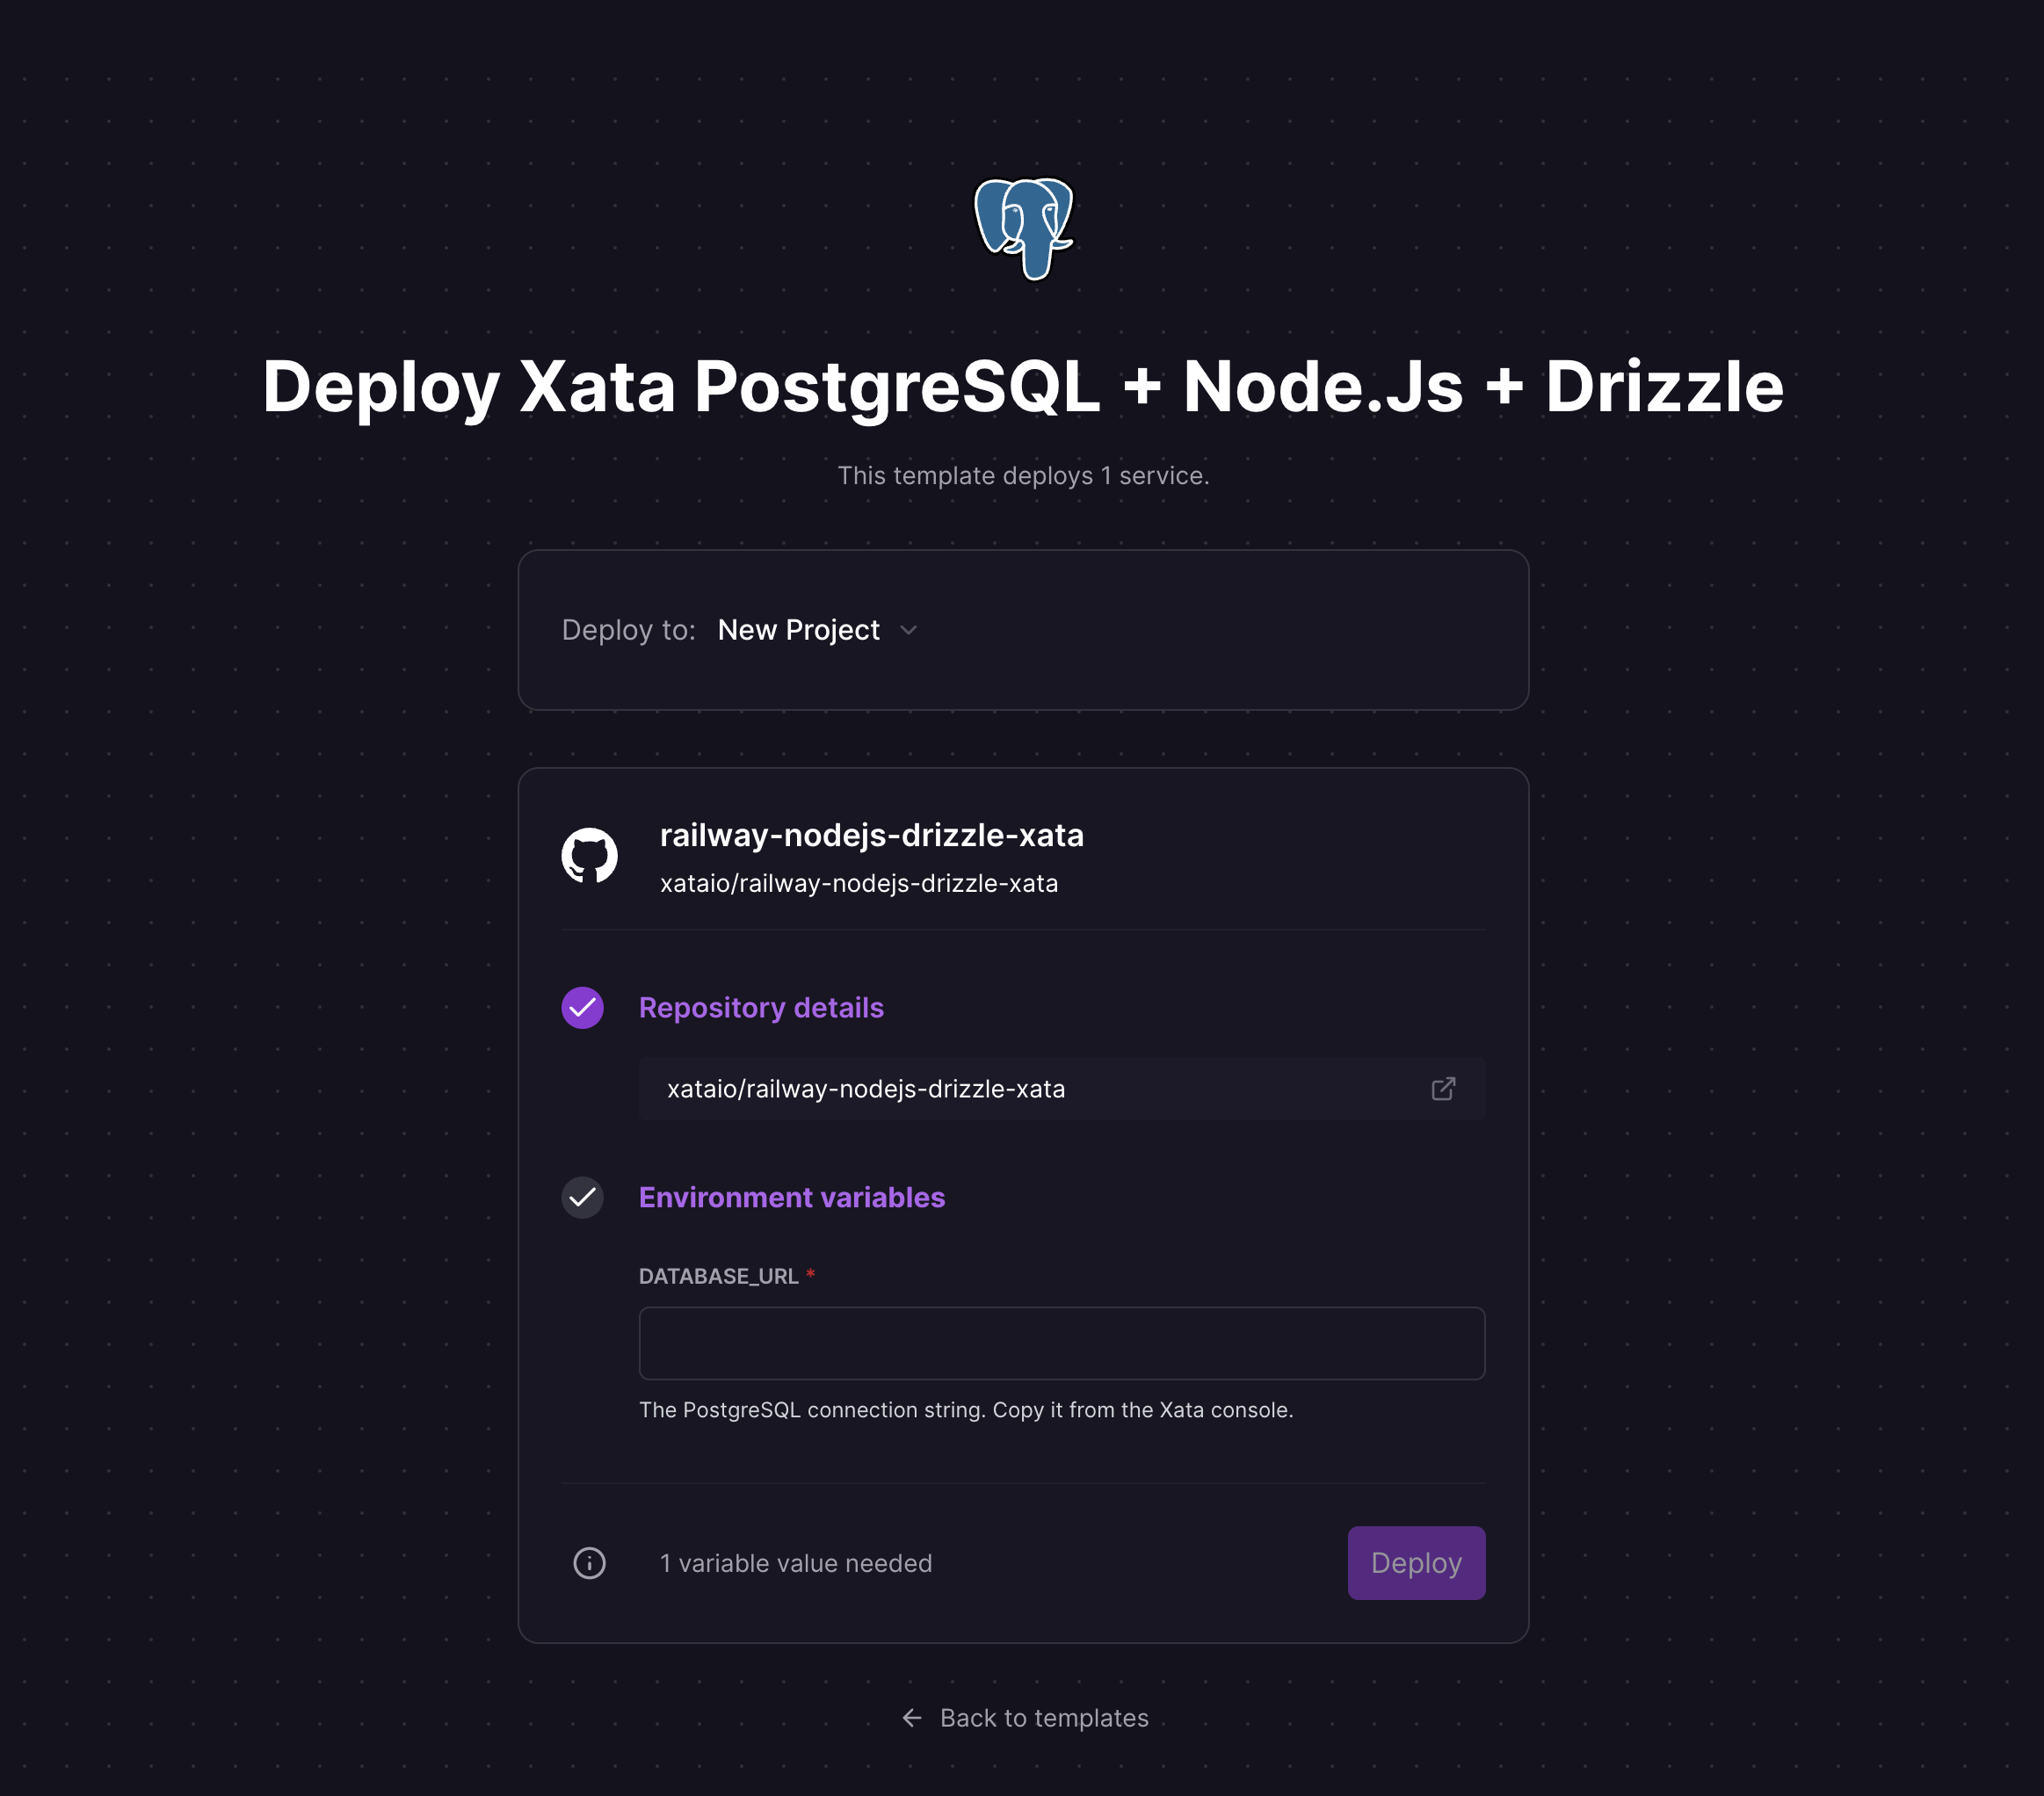 Deploy Xata PostgreSQL + Node.Js + Drizzle
This template deploys 1 service.
Deploy to: New Project
railway-nodejs-drizzle-xata
xataio/railway-nodejs-drizzle-xata
Repository details
xataio/railway-nodejs-drizzle-xata
Environment variables
DATABASE_URL *
The PostgreSQL connection string. Copy it from the Xata console.
1 variable value needed
Deploy
Back to templates